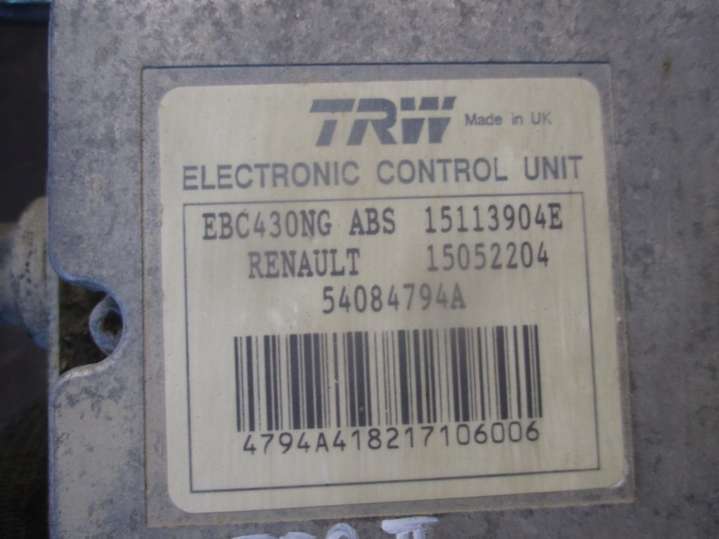 TRW Made in UK
ELECTRONIC CONTROL UNIT
EBC430NG ABS 15113904E
RENAULT 15052204
54084794A
4794A418217106006